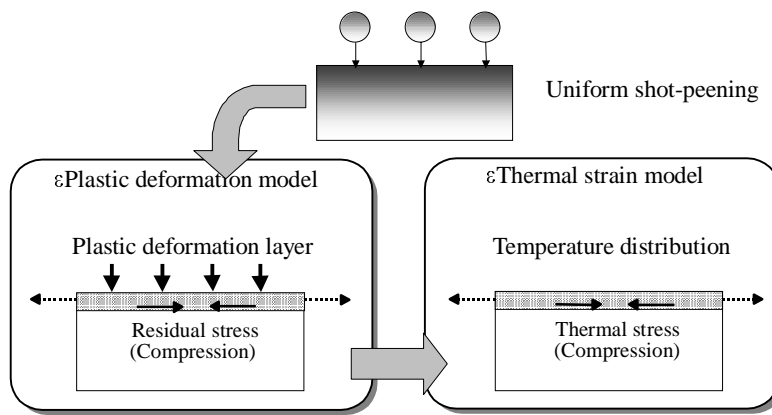 Uniform shot-peening
εPlastic deformation model
Plastic deformation layer
Residual stress
(Compression)
εThermal strain model
Temperature distribution
Thermal stress
(Compression)